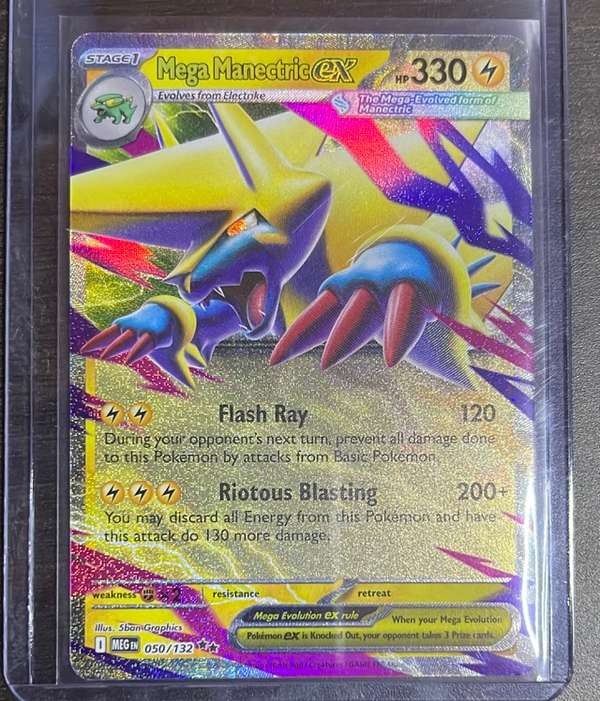 STAGE1
Mega Manectric ex HP 330
Evolves from Electrike
The Mega-Evolved form of
Manectric
Flash Ray 120
During your opponent's next turn, prevent all damage done
to this Pokémon by attacks from Basic Pokémon.
Riotous Blasting 200+
You may discard all Energy from this Pokémon and have
this attack do 130 more damage.
weakness ×2 resistance retreat
Illus. 5ban Graphics
Mega Evolution ex rule
When your Mega Evolution
Pokémon ex is Knocked Out, your opponent takes 3 Prize cards.
I MEG EN 050/132